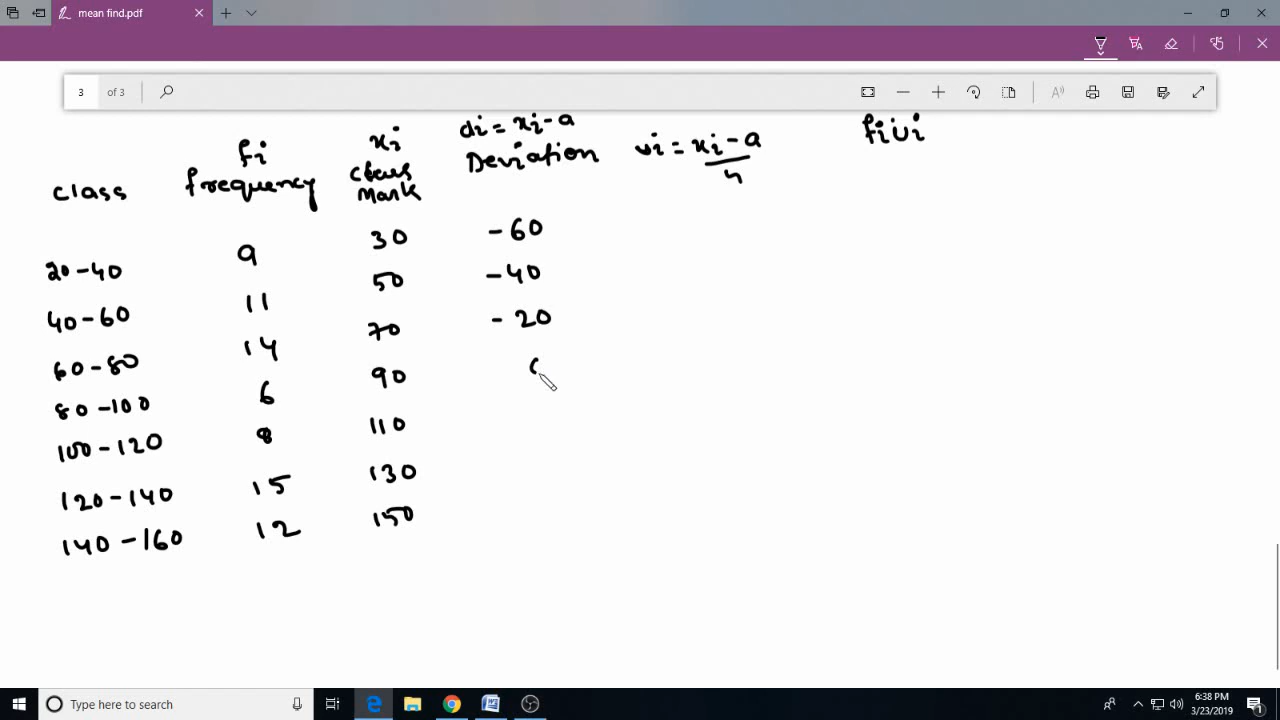 mean find.pdf
3 of 3
fi
xi
di = xi - a
ui = xi - a
h
fiui
class
frequency
class
mark
Deviation
20-40 9 30 -60
40-60 11 50 -40
60-80 14 70 -20
80-100 6 90
100-120 8 110
120-140 15 130
140-160 12 150
Type here to search
6:38 PM
3/23/2019
1